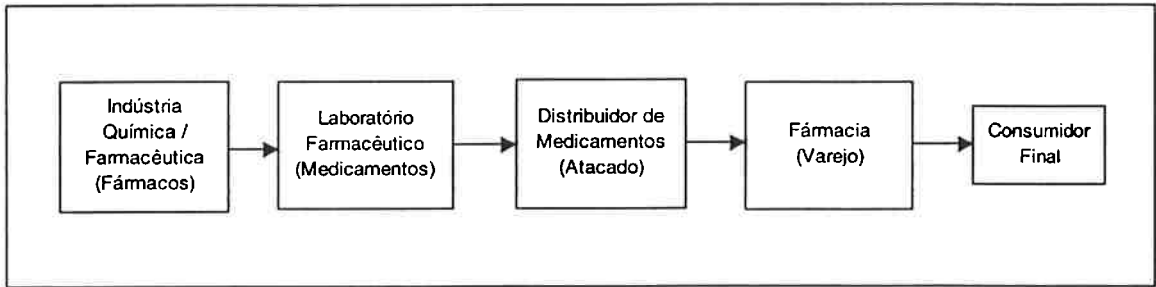 Indústria
Química /
Farmacêutica
(Fármacos)
Laboratório
Farmacêutico
(Medicamentos)
Distribuidor de
Medicamentos
(Atacado)
Fármacia
(Varejo)
Consumidor
Final